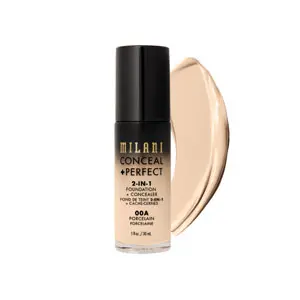 MILANI
CONCEAL
+PERFECT
2-IN-1
FOUNDATION
+ CONCEALER
FOND DE TEINT 2-EN-1
+ CACHE-CERNES
00A
PORCELAIN
PORCELAINE
1 fl oz / 30 mL